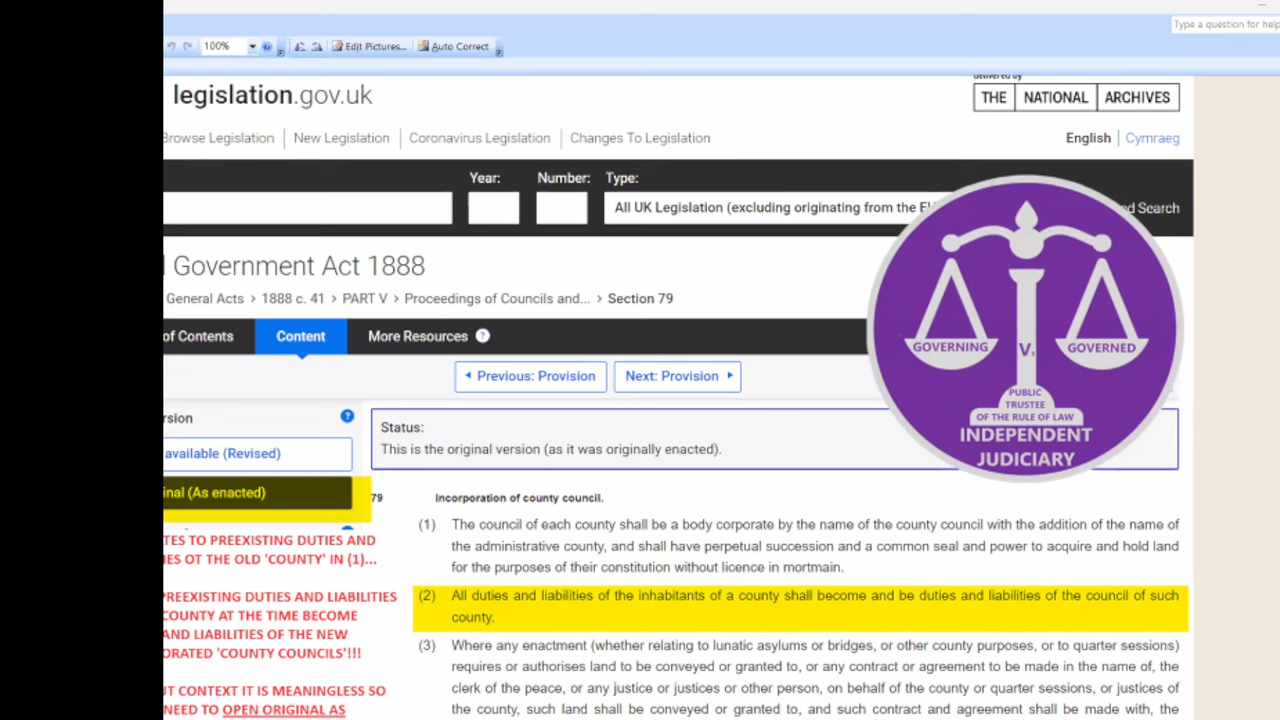 Type a question for help
100%
Edit Pictures...
Auto Correct
delivered by
legislation.gov.uk
THE NATIONAL ARCHIVES
Browse Legislation New Legislation Coronavirus Legislation Changes To Legislation
English Cymraeg
Year: Number: Type:
All UK Legislation (excluding originating from the
Search
Government Act 1888
General Acts > 1888 c. 41 > PART V > Proceedings of Councils and... > Section 79
of Contents Content More Resources ?
Previous: Provision Next: Provision
GOVERNING V. GOVERNED
PUBLIC
TRUSTEE
OF THE RULE OF LAW
INDEPENDENT
JUDICIARY
?
available (Revised)
(As enacted)
Status:
This is the original version (as it was originally enacted).
TO PREEXISTING DUTIES AND
OT THE OLD 'COUNTY' IN (1)...
PREEXISTING DUTIES AND LIABILITIES
COUNTY AT THE TIME BECOME
AND LIABILITIES OF THE NEW
'COUNTY COUNCILS'!!!
CONTEXT IT IS MEANINGLESS SO
NEED TO OPEN ORIGINAL AS
79 Incorporation of county council.
(1) The council of each county shall be a body corporate by the name of the county council with the addition of the name of
the administrative county, and shall have perpetual succession and a common seal and power to acquire and hold land
for the purposes of their constitution without licence in mortmain.
(2) All duties and liabilities of the inhabitants of a county shall become and be duties and liabilities of the council of such
county.
(3) Where any enactment (whether relating to lunatic asylums or bridges, or other county purposes, or to quarter sessions)
requires or authorises land to be conveyed or granted to, or any contract or agreement to be made in the name of, the
clerk of the peace, or any justice or justices or other person, on behalf of the county or quarter sessions, or justices of
the county, such land shall be conveyed or granted to, and such contract and agreement shall be made with, the